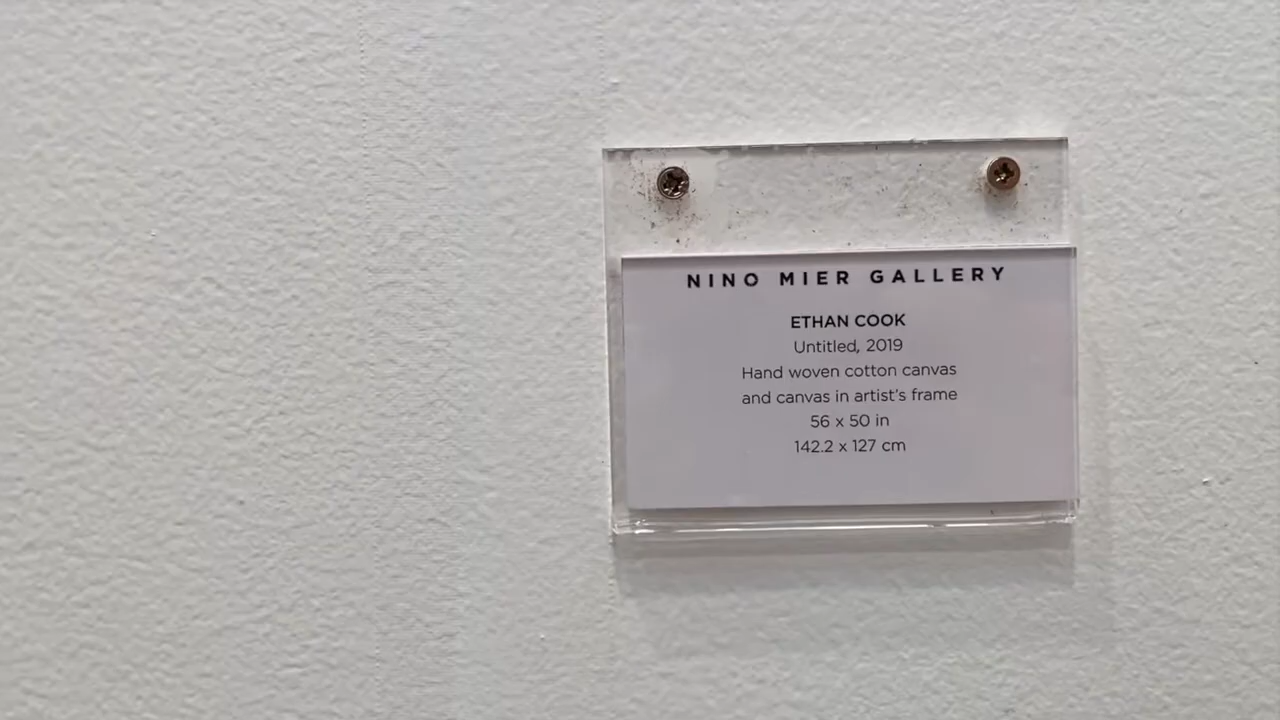 NINO MIER GALLERY
ETHAN COOK
Untitled, 2019
Hand woven cotton canvas
and canvas in artist's frame
56 x 50 in
142.2 x 127 cm